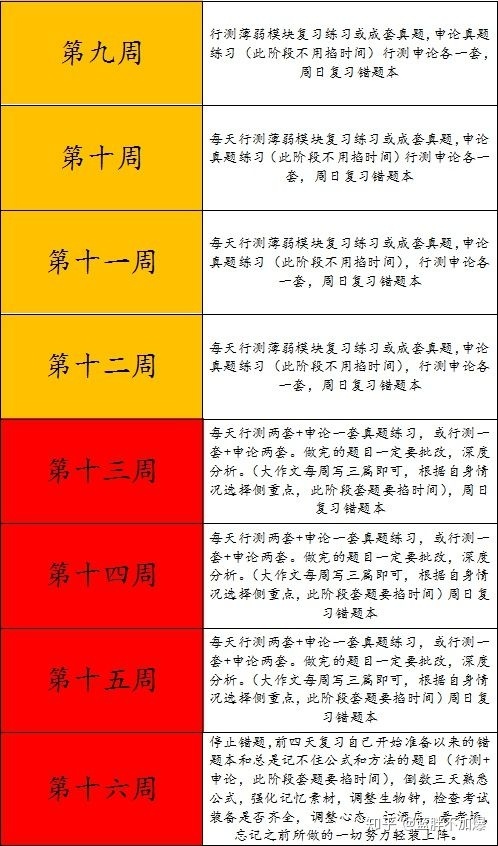 第九周
行测薄弱模块复习练习或成套真题,申论真题
练习（此阶段不用掐时间）行测申论各一套,
周日复习错题本
第十周
每天行测薄弱模块复习练习或成套真题,申论
真题练习（此阶段不用掐时间）行测申论各一
套，周日复习错题本
第十一周
每天行测薄弱模块复习练习或成套真题,申论
真题练习（此阶段不用掐时间），行测申论各
一套，周日复习错题本
第十二周
每天行测薄弱模块复习练习或成套真题,申论
真题练习（此阶段不用掐时间），行测申论各
一套，周日复习错题本
第十三周
每天行测两套+申论一套真题练习，或行测一
套+申论两套。做完的题目一定要批改，深度
分析。（大作文每周写三篇即可，根据自身情
况选择侧重点，此阶段套题要掐时间），周日
复习错题本
第十四周
每天行测两套+申论一套真题练习，或行测一
套+申论两套。做完的题目一定要批改，深度
分析。（大作文每周写三篇即可，根据自身情
况选择侧重点,此阶段套题要掐时间）周日复
习错题本
第十五周
每天行测两套+申论一套真题练习，或行测一
套+申论两套。做完的题目一定要批改，深度
分析。（大作文每周写三篇即可，根据自身情
况选择侧重点,此阶段套题要掐时间）周日复
习错题本
第十六周
停止错题,前四天复习自己开始准备以来的错
题本和总是记不住公式和方法的题目（行测+
申论，此阶段套题要掐时间），倒数三天熟悉
公式，强化记忆素材，调整生物钟，检查考试
装备是否齐全，调整心态，订酒店，看考场，
忘记之前所做的一切努力轻装上阵。
知乎 @蓝胖不加爆